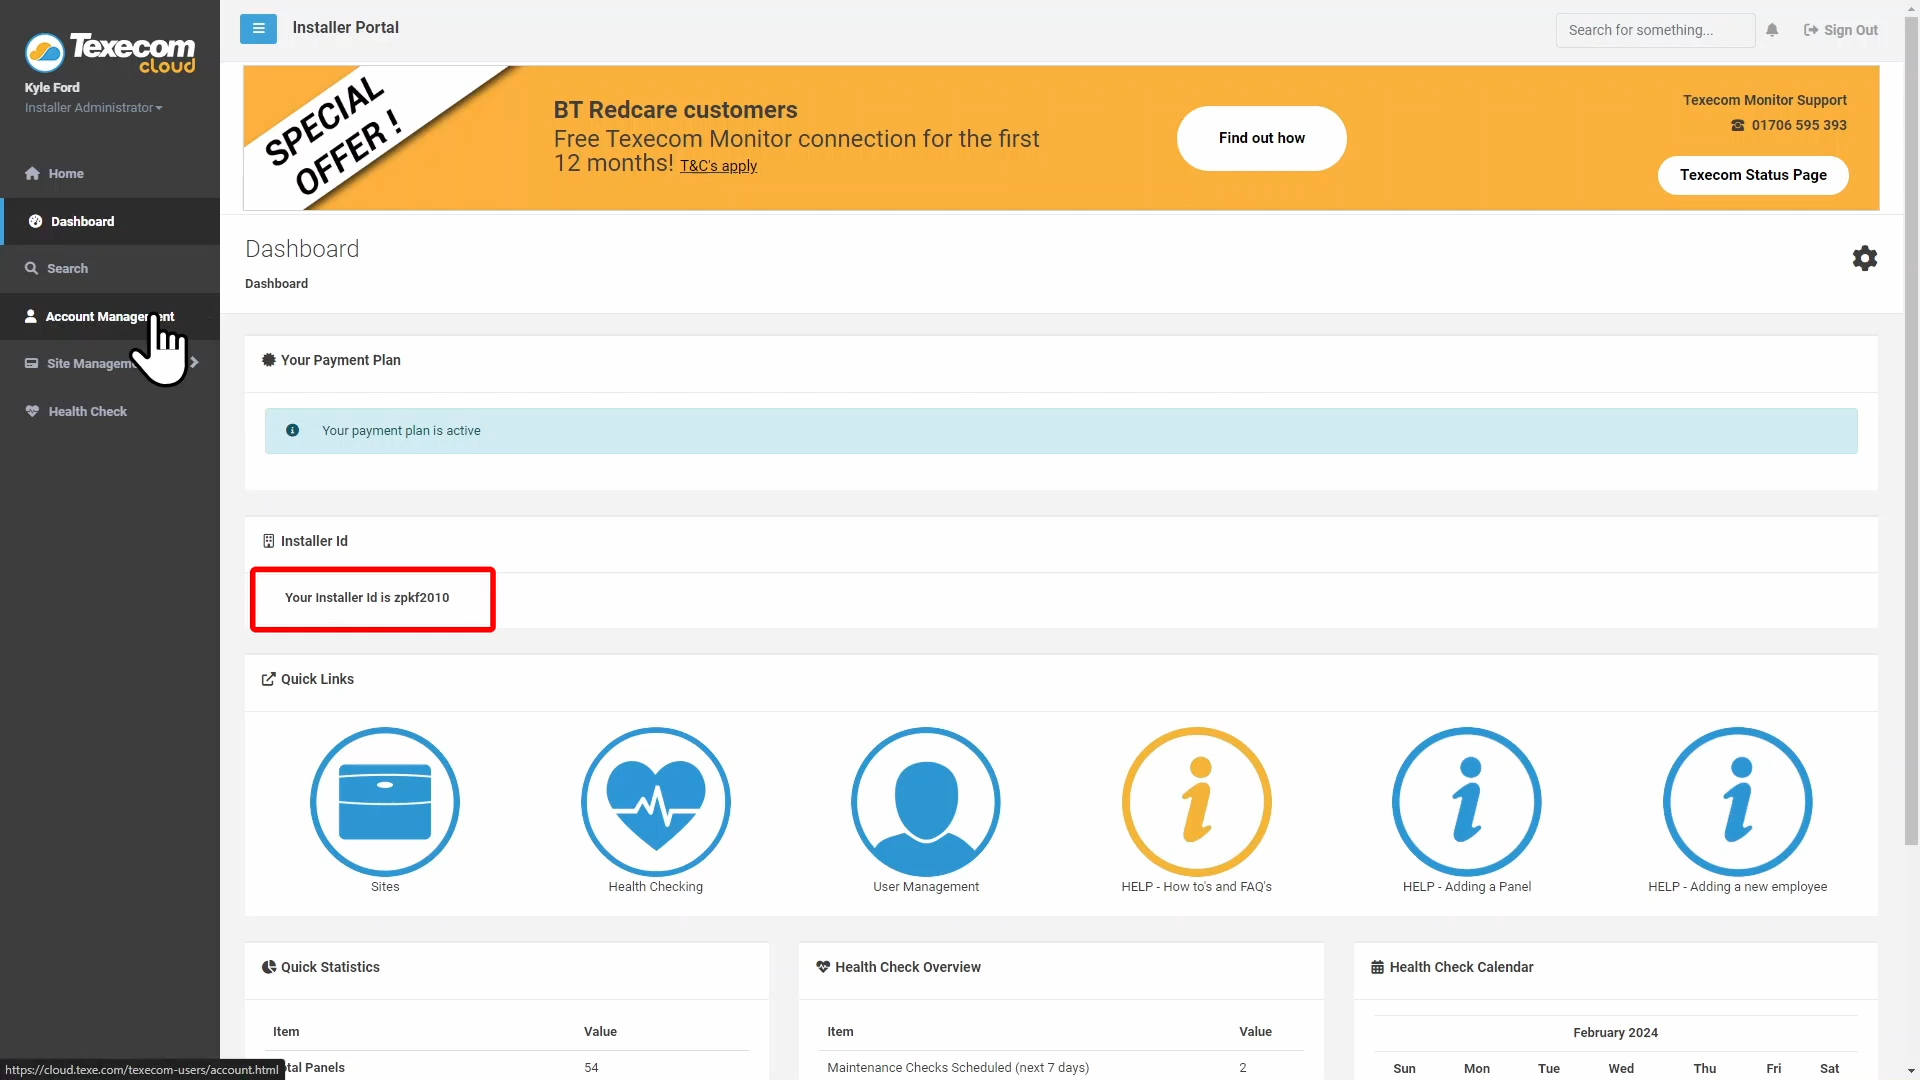 Texecom
cloud
Kyle Ford
Installer Administrator
Home
Dashboard
Search
Account Management
Site Management
Health Check
Installer Portal
Search for something...
Sign Out
SPECIAL
OFFER !
BT Redcare customers
Free Texecom Monitor connection for the first
12 months! T&C's apply
Find out how
Texecom Monitor Support
01706 595 393
Texecom Status Page
Dashboard
Dashboard
Your Payment Plan
Your payment plan is active
Installer Id
Your Installer Id is zpkf2010
Quick Links
Sites
Health Checking
User Management
HELP - How to's and FAQ's
HELP - Adding a Panel
HELP - Adding a new employee
Quick Statistics
Item Value
Total Panels 54
Health Check Overview
Item Value
Maintenance Checks Scheduled (next 7 days) 2
Health Check Calendar
February 2024
Sun Mon Tue Wed Thu Fri Sat
https://cloud.texe.com/texecom-users/account.html